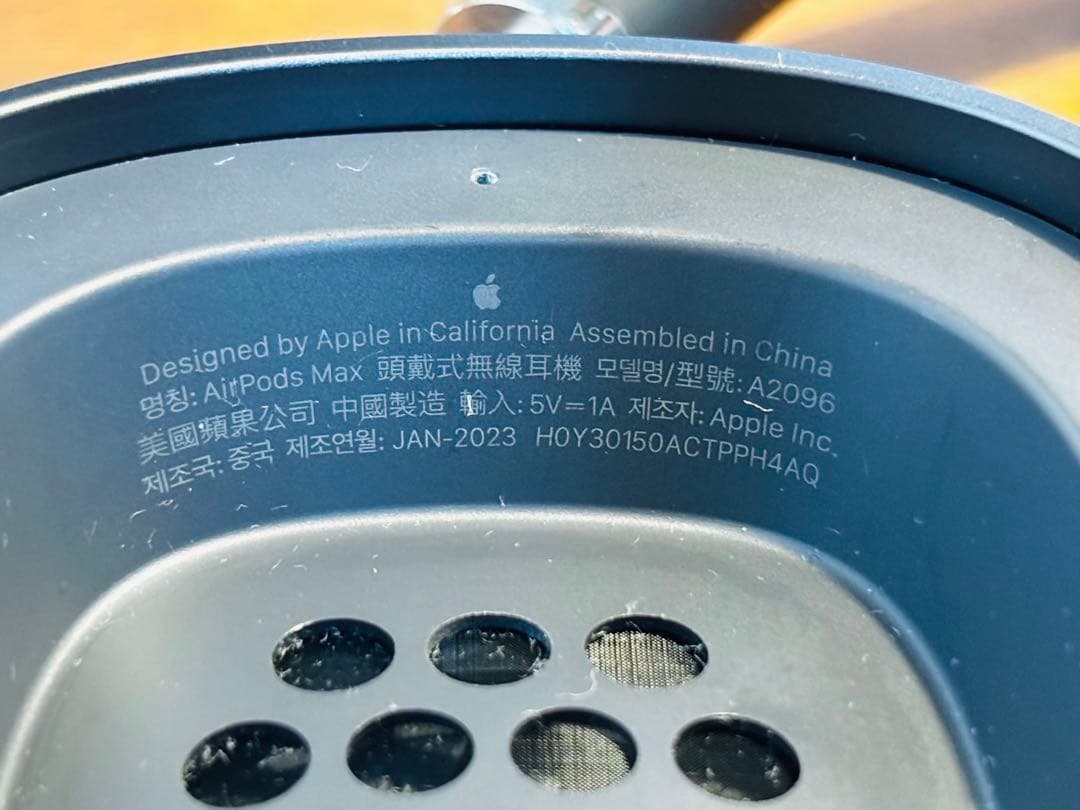 Designed by Apple in California Assembled in China
명칭: AirPods Max 頭戴式無線耳機 모델명/型號: A2096
美國蘋果公司 中國製造 輸入: 5V⎓1A 제조자: Apple Inc.
제조국: 중국 제조연월: JAN-2023 H0Y30150ACTPPH4AQ